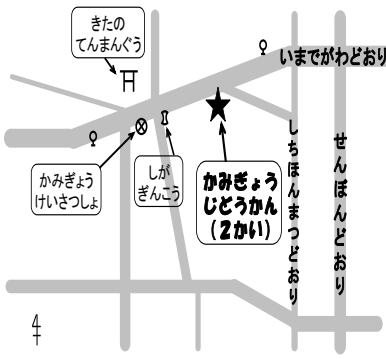 きたの
てんまんぐう
いまでがわどおり
かみぎょう
けいさつしょ
しが
ぎんこう
かみぎょう
じどうかん
(2かい)
しちほんまつどおり
せんぼんどおり